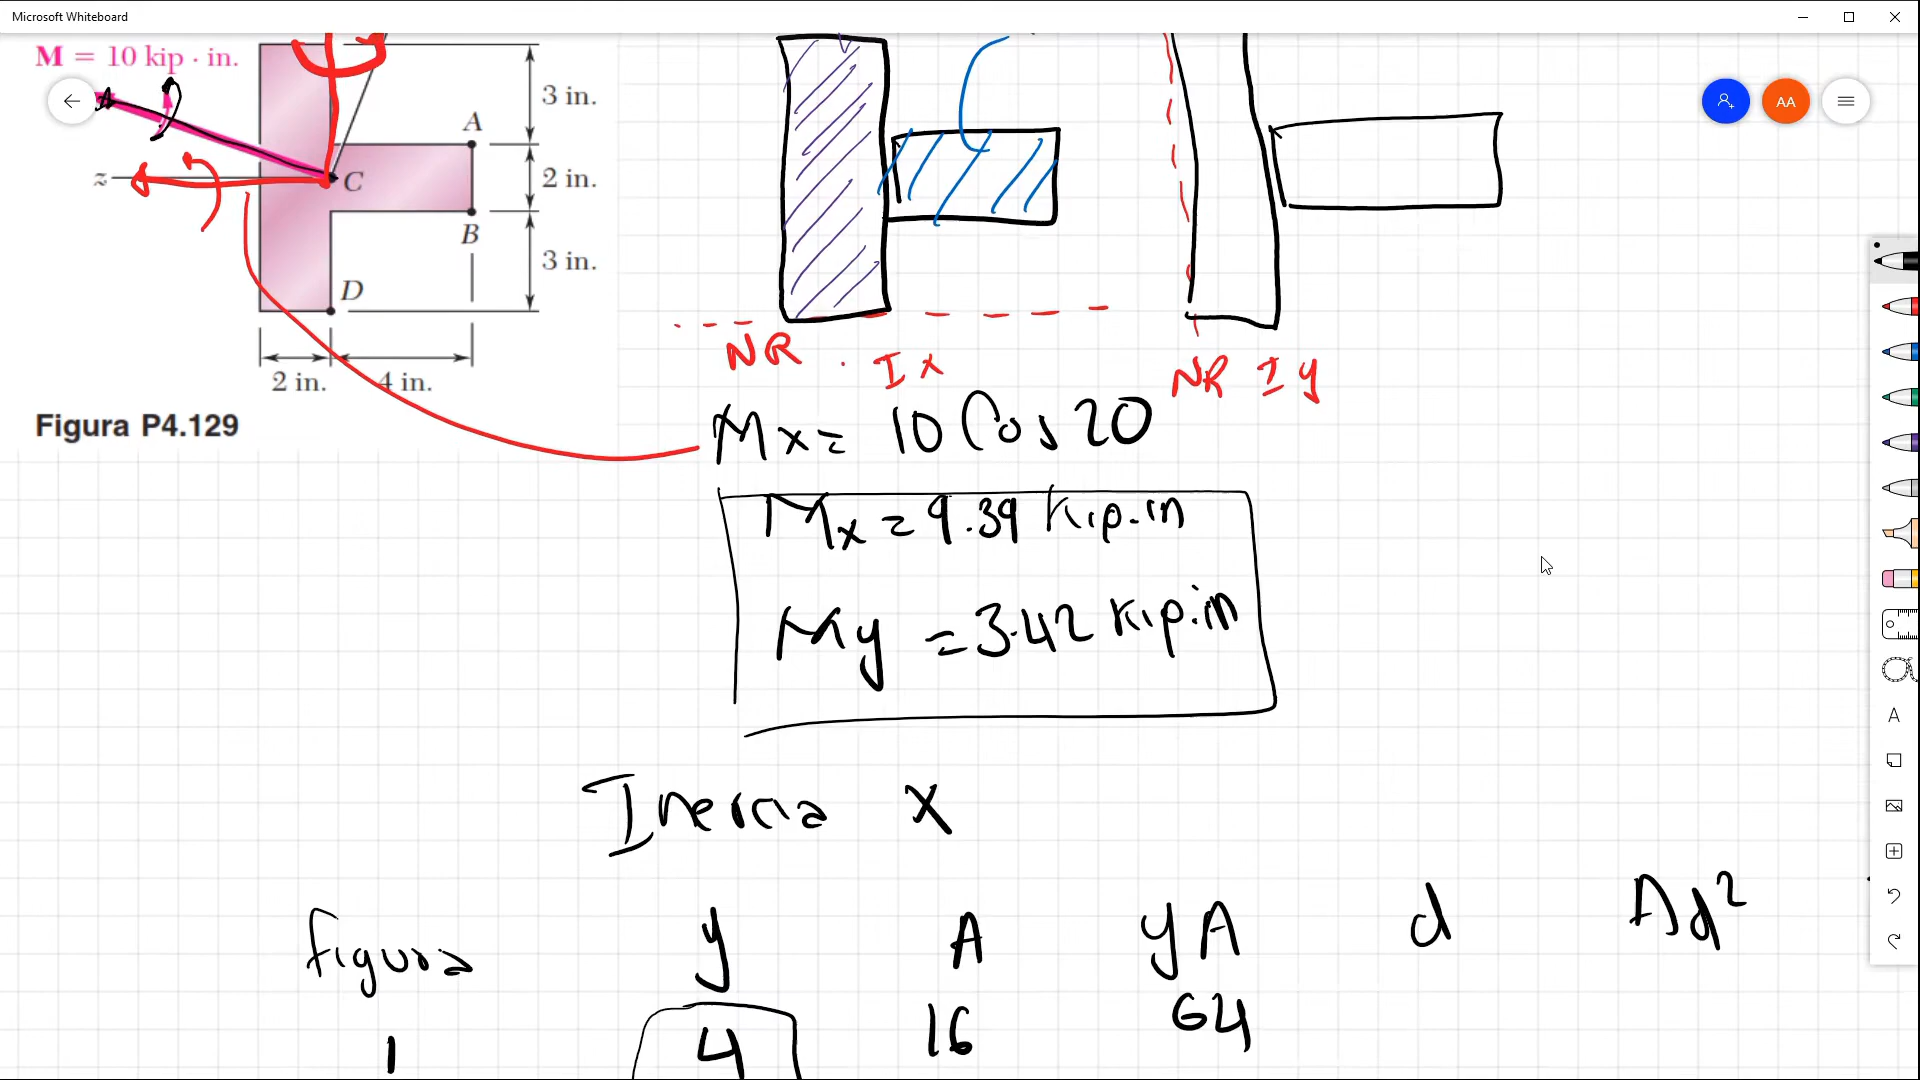 Microsoft Whiteboard
M = 10 kip · in.
3 in.
A
AA
z
C
2 in.
B
3 in.
D
NR
Ix
NR Iy
2 in.
4 in.
Figura P4.129
Mx = 10 Cos 20
Mx = 9.39 Kip.in
My = 3.42 Kip.in
Inercia x
figura y A yA d Ad²
1 4 16 64
A